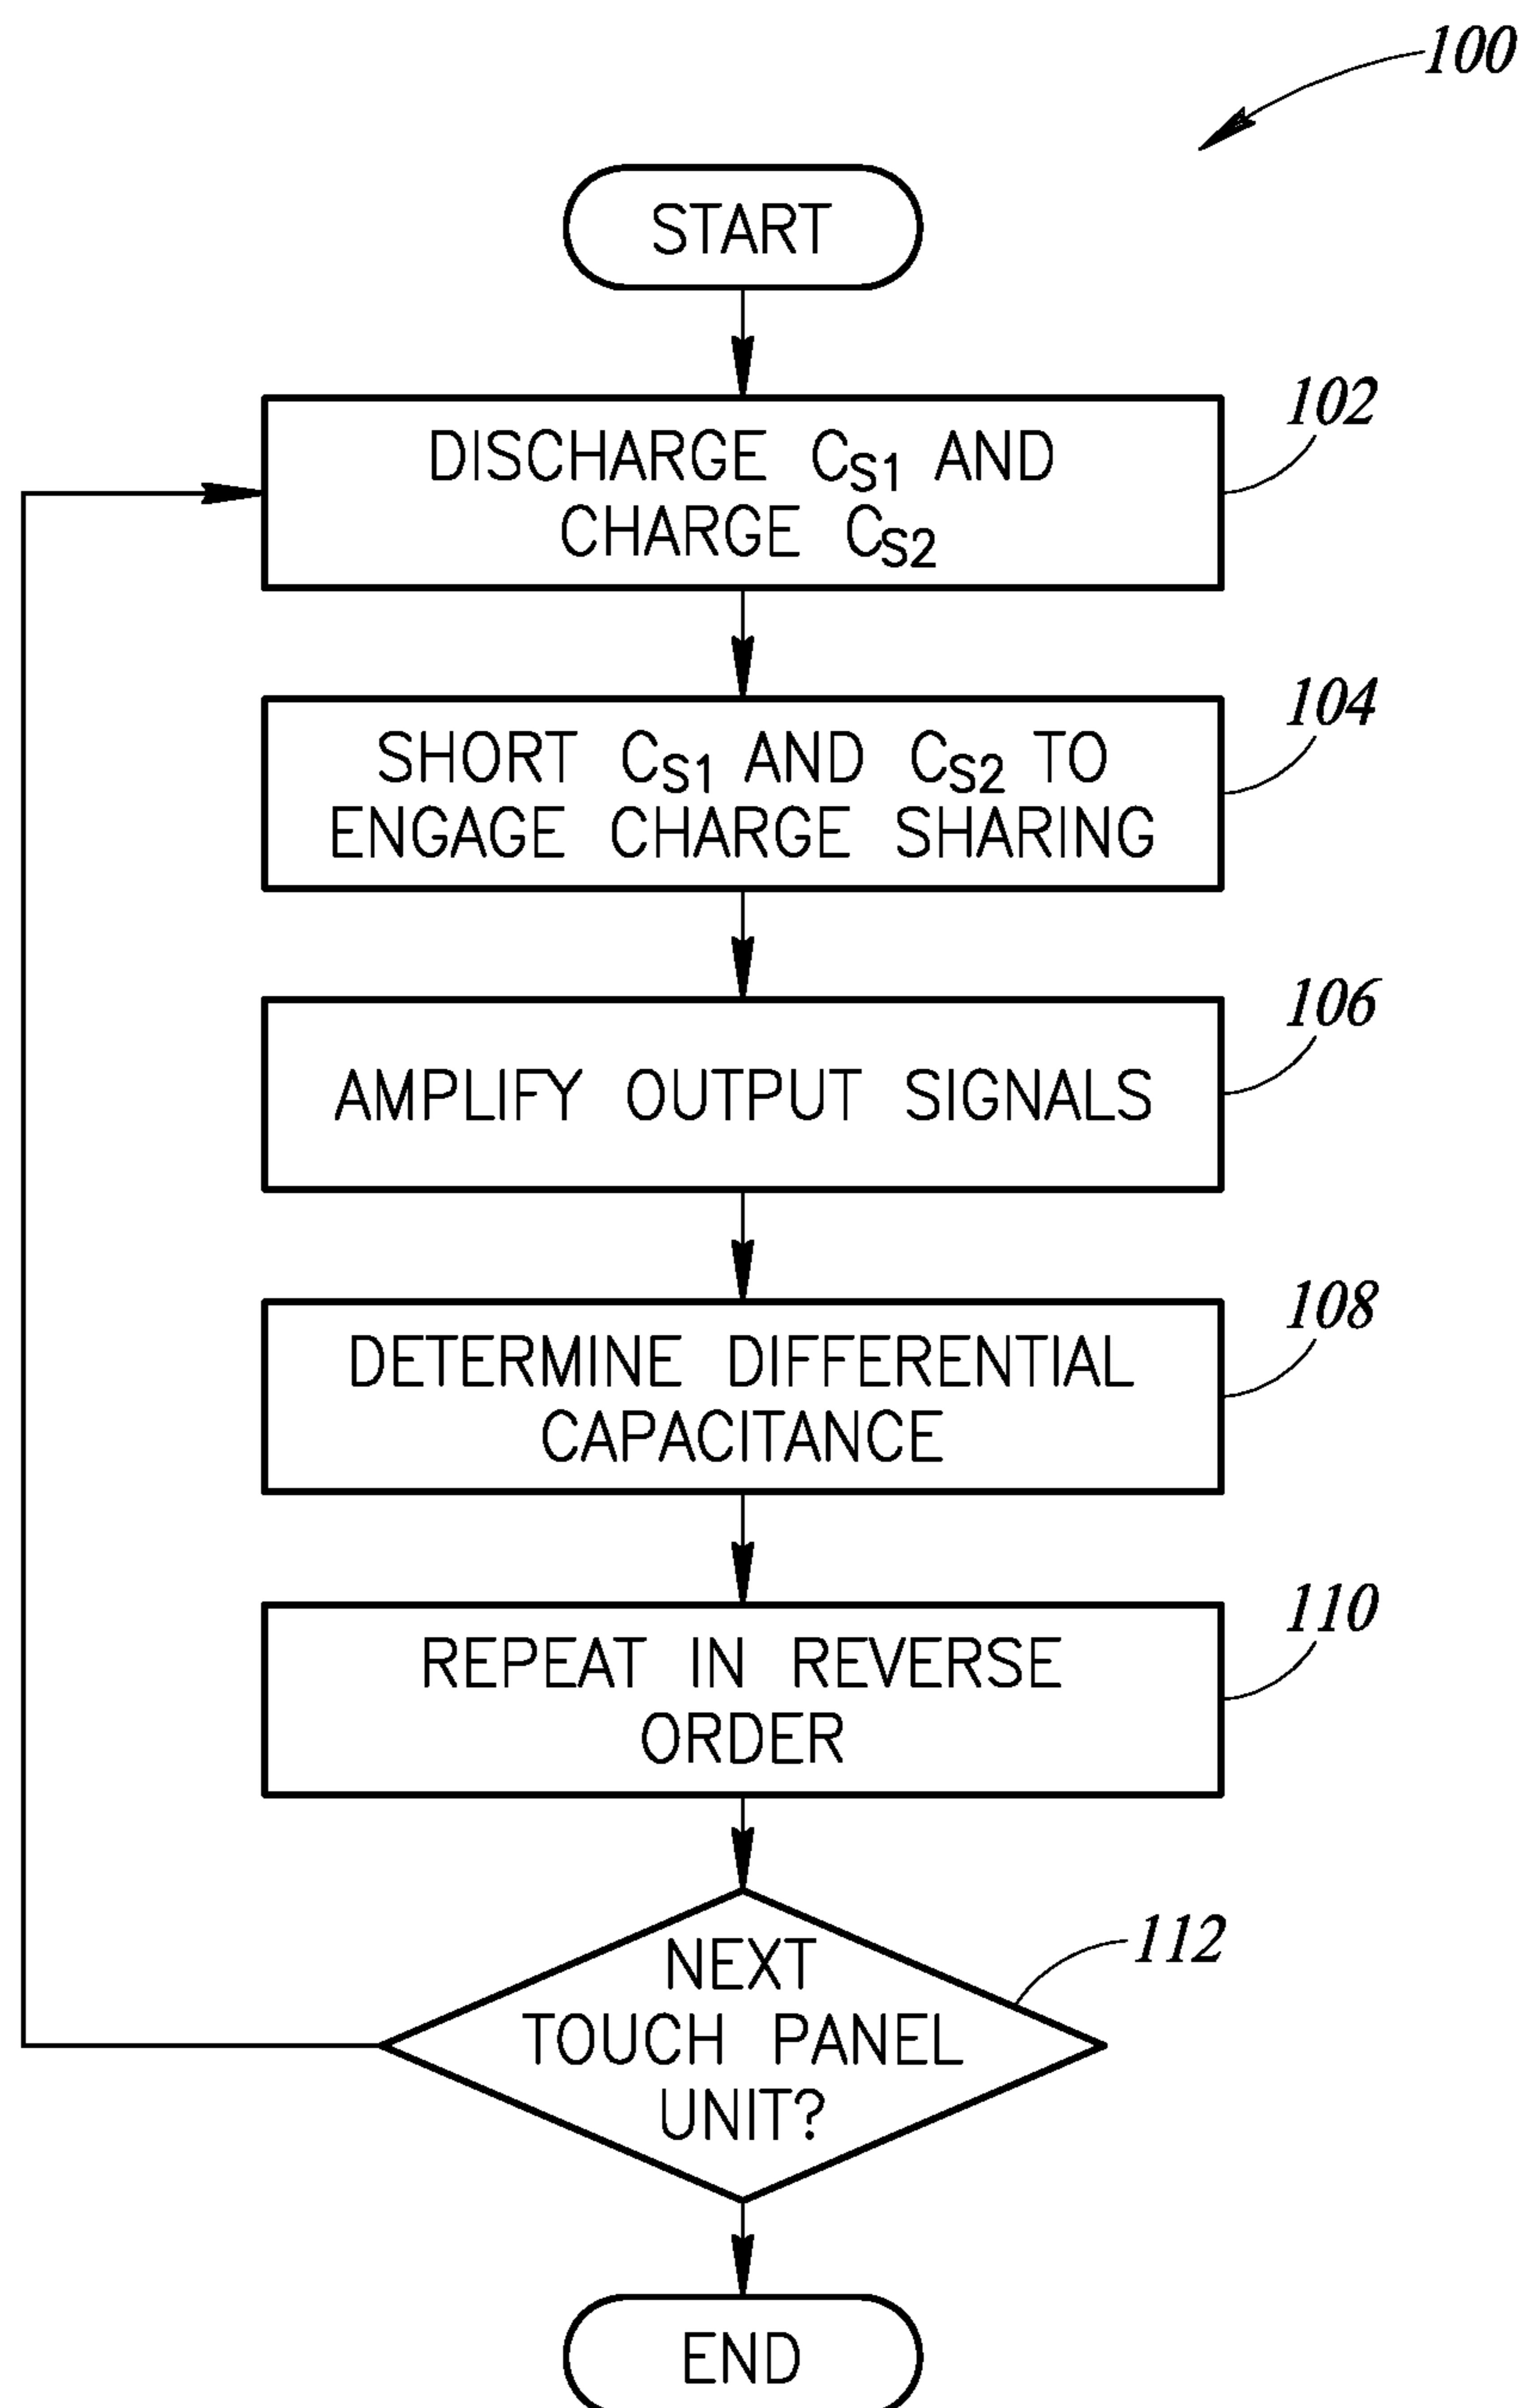 100
START
102
DISCHARGE CS1 AND
CHARGE CS2
104
SHORT CS1 AND CS2 TO
ENGAGE CHARGE SHARING
106
AMPLIFY OUTPUT SIGNALS
108
DETERMINE DIFFERENTIAL
CAPACITANCE
110
REPEAT IN REVERSE
ORDER
112
NEXT
TOUCH PANEL
UNIT?
END